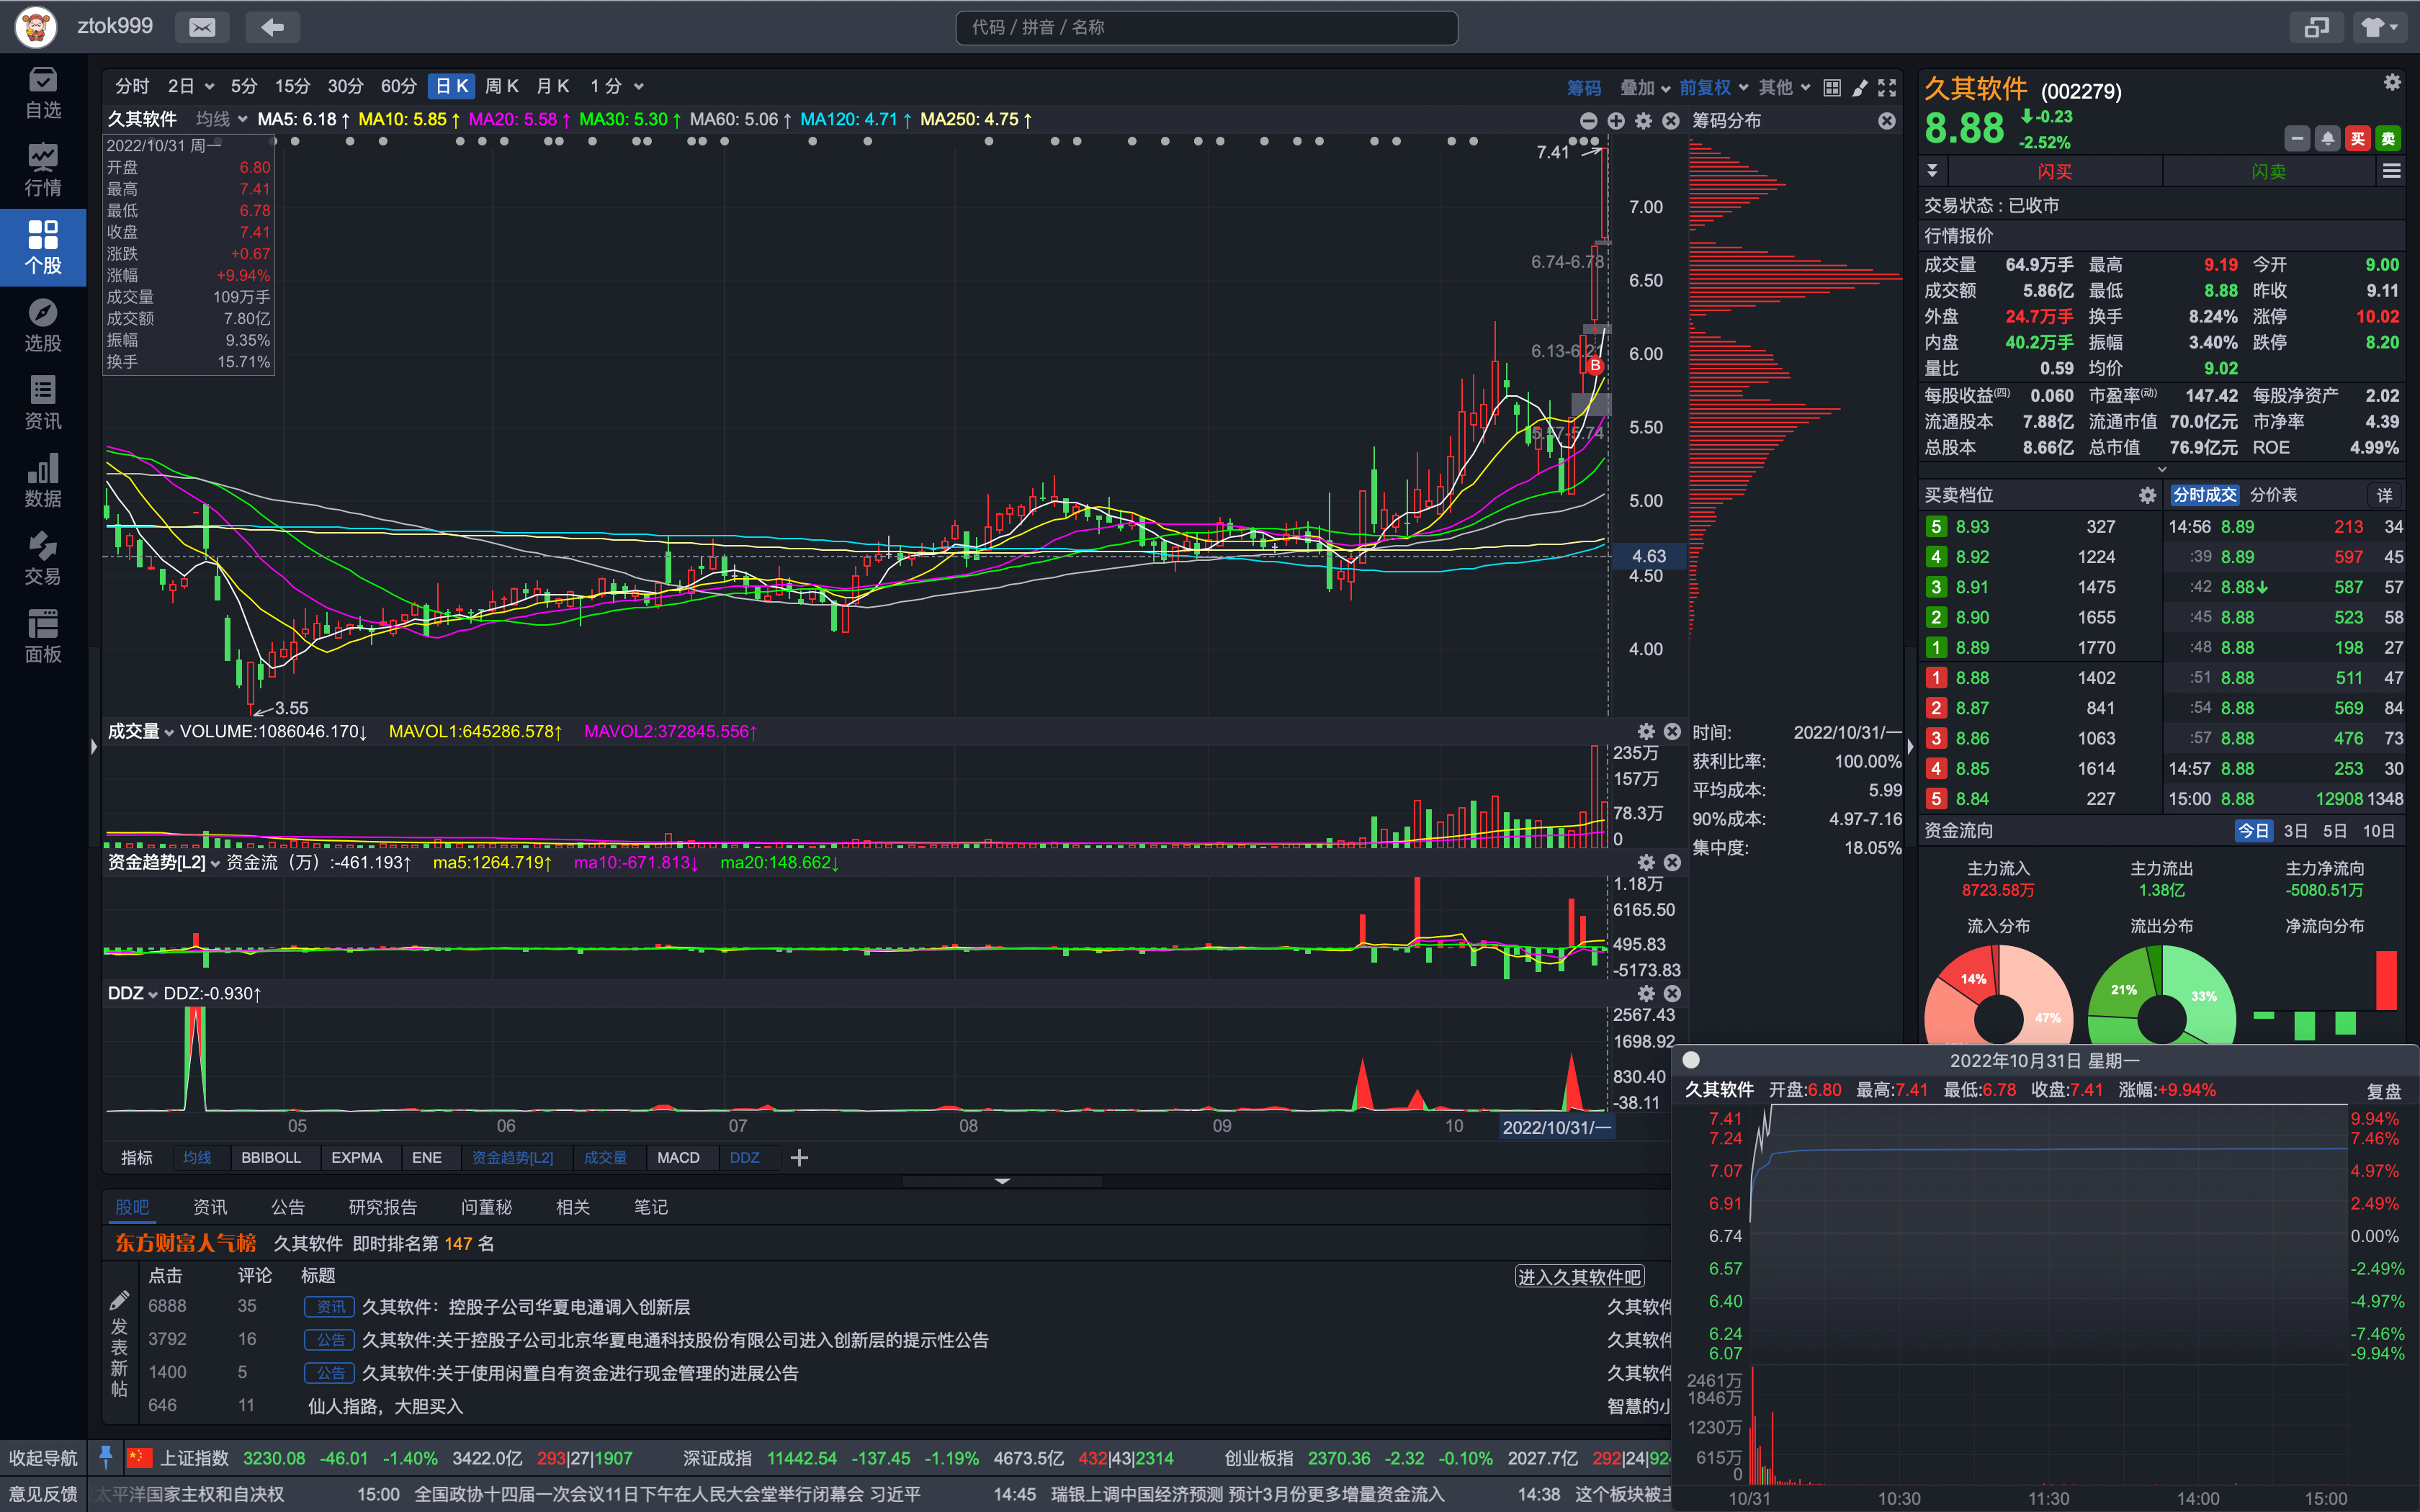 ztok999
代码 / 拼音 / 名称
自选
行情
个股
选股
资讯
数据
交易
面板
收起导航
意见反馈
分时 2日 5分 15分 30分 60分 日K 周K 月K 1分 筹码 叠加 前复权 其他
久其软件 均线 MA5: 6.18↑ MA10: 5.85↑ MA20: 5.58↑ MA30: 5.30↑ MA60: 5.06↑ MA120: 4.71↑ MA250: 4.75↑
2022/10/31 周一
开盘 6.80
最高 7.41
最低 6.78
收盘 7.41
涨跌 +0.67
涨幅 +9.94%
成交量 109万手
成交额 7.80亿
振幅 9.35%
换手 15.71%
7.41
6.74-6.78
6.13-6.2
B
5.57-5.74
3.55
7.00
6.50
6.00
5.50
5.00
4.63
4.50
4.00
筹码分布
时间: 2022/10/31/一
获利比率: 100.00%
平均成本: 5.99
90%成本: 4.97-7.16
集中度: 18.05%
成交量 VOLUME:1086046.170↓ MAVOL1:645286.578↑ MAVOL2:372845.556↑
235万
157万
78.3万
0
资金趋势[L2] 资金流（万）:-461.193↑ ma5:1264.719↑ ma10:-671.813↓ ma20:148.662↓
1.18万
6165.50
495.83
-5173.83
DDZ DDZ:-0.930↑
2567.43
1698.92
830.40
-38.11
05 06 07 08 09 10 2022/10/31/一
指标 均线 BBIBOLL EXPMA ENE 资金趋势[L2] 成交量 MACD DDZ
股吧 资讯 公告 研究报告 问董秘 相关 笔记
东方财富人气榜 久其软件 即时排名第 147 名
点击 评论 标题 进入久其软件吧
发表新帖
6888 35 资讯 久其软件：控股子公司华夏电通调入创新层 久其软件
3792 16 公告 久其软件:关于控股子公司北京华夏电通科技股份有限公司进入创新层的提示性公告 久其软件
1400 5 公告 久其软件:关于使用闲置自有资金进行现金管理的进展公告 久其软件
646 11 仙人指路，大胆买入 智慧的小
久其软件 (002279)
8.88 -0.23
-2.52%
买 卖
闪买 闪卖
交易状态：已收市
行情报价
成交量 64.9万手 最高 9.19 今开 9.00
成交额 5.86亿 最低 8.88 昨收 9.11
外盘 24.7万手 换手 8.24% 涨停 10.02
内盘 40.2万手 振幅 3.40% 跌停 8.20
量比 0.59 均价 9.02
每股收益(四) 0.060 市盈率(动) 147.42 每股净资产 2.02
流通股本 7.88亿 流通市值 70.0亿元 市净率 4.39
总股本 8.66亿 总市值 76.9亿元 ROE 4.99%
买卖档位 分时成交 分价表 详
5 8.93 327 14:56 8.89 213 34
4 8.92 1224 :39 8.89 597 45
3 8.91 1475 :42 8.88↓ 587 57
2 8.90 1655 :45 8.88 523 58
1 8.89 1770 :48 8.88 198 27
1 8.88 1402 :51 8.88 511 47
2 8.87 841 :54 8.88 569 84
3 8.86 1063 :57 8.88 476 73
4 8.85 1614 14:57 8.88 253 30
5 8.84 227 15:00 8.88 12908 1348
资金流向 今日 3日 5日 10日
主力流入 主力流出 主力净流向
8723.58万 1.38亿 -5080.51万
流入分布 流出分布 净流向分布
14% 47% 21% 33%
2022年10月31日 星期一
久其软件 开盘:6.80 最高:7.41 最低:6.78 收盘:7.41 涨幅:+9.94% 复盘
7.41 9.94%
7.24 7.46%
7.07 4.97%
6.91 2.49%
6.74 0.00%
6.57 -2.49%
6.40 -4.97%
6.24 -7.46%
6.07 -9.94%
2461万
1846万
1230万
615万
0
10/31 10:30 11:30 14:00 15:00
上证指数 3230.08 -46.01 -1.40% 3422.0亿 293|27|1907 深证成指 11442.54 -137.45 -1.19% 4673.5亿 432|43|2314 创业板指 2370.36 -2.32 -0.10% 2027.7亿 292|24|924
太平洋国家主权和自决权 15:00 全国政协十四届一次会议11日下午在人民大会堂举行闭幕会 习近平 14:45 瑞银上调中国经济预测 预计3月份更多增量资金流入 14:38 这个板块被主